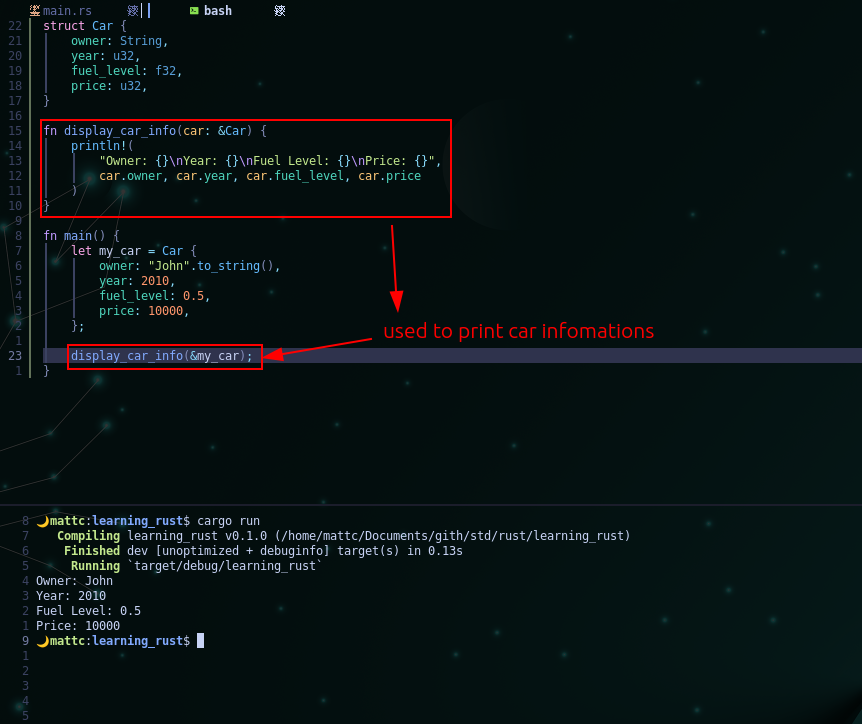 main.rs bash
22 struct Car {
21 owner: String,
20 year: u32,
19 fuel_level: f32,
18 price: u32,
17 }
16
15 fn display_car_info(car: &Car) {
14 println!(
13 "Owner: {}\nYear: {}\nFuel Level: {}\nPrice: {}",
12 car.owner, car.year, car.fuel_level, car.price
11 )
10 }
9
8 fn main() {
7 let my_car = Car {
6 owner: "John".to_string(),
5 year: 2010,
4 fuel_level: 0.5,
3 price: 10000,
2 };
1
used to print car infomations
23 display_car_info(&my_car);
1 }
8 mattc:learning_rust$ cargo run
7 Compiling learning_rust v0.1.0 (/home/mattc/Documents/gith/std/rust/learning_rust)
6 Finished dev [unoptimized + debuginfo] target(s) in 0.13s
5 Running `target/debug/learning_rust`
4 Owner: John
3 Year: 2010
2 Fuel Level: 0.5
1 Price: 10000
9 mattc:learning_rust$
1
2
3
4
5